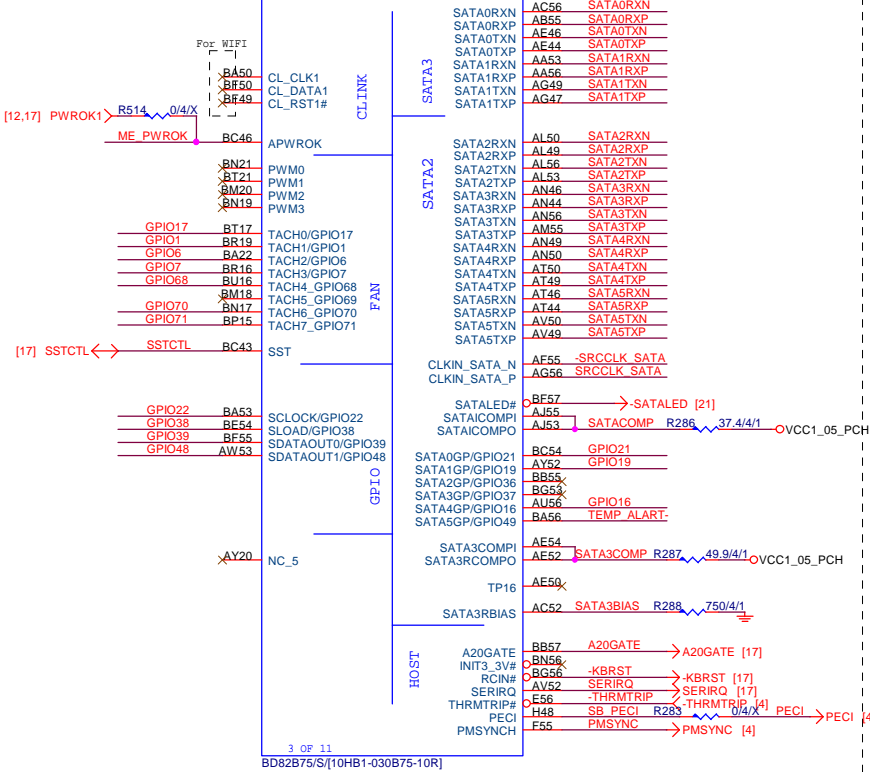 For WIFI
[12,17] PWROK1 R514 0/4/X
ME_PWROK BC46 APWROK
BA50 CL_CLK1
BF50 CL_DATA1
BF49 CL_RST1#
BN21 PWM0
BT21 PWM1
BM20 PWM2
BN19 PWM3
GPIO17 BT17 TACH0/GPIO17
GPIO1 BR19 TACH1/GPIO1
GPIO6 BA22 TACH2/GPIO6
GPIO7 BR16 TACH3/GPIO7
GPIO68 BU16 TACH4_GPIO68
BM18 TACH5_GPIO69
GPIO70 BN17 TACH6_GPIO70
GPIO71 BP15 TACH7_GPIO71
[17] SSTCTL SSTCTL BC43 SST
GPIO22 BA53 SCLOCK/GPIO22
GPIO38 BE54 SLOAD/GPIO38
GPIO39 BF55 SDATAOUT0/GPIO39
GPIO48 AW53 SDATAOUT1/GPIO48
AY20 NC_5
CLINK
FAN
GPIO
SATA3
SATA2
HOST
SATA0RXN AC56 SATA0RXN
SATA0RXP AB55 SATA0RXP
SATA0TXN AE46 SATA0TXN
SATA0TXP AE44 SATA0TXP
SATA1RXN AA53 SATA1RXN
SATA1RXP AA56 SATA1RXP
SATA1TXN AG49 SATA1TXN
SATA1TXP AG47 SATA1TXP
SATA2RXN AL50 SATA2RXN
SATA2RXP AL49 SATA2RXP
SATA2TXN AL56 SATA2TXN
SATA2TXP AL53 SATA2TXP
SATA3RXN AN46 SATA3RXN
SATA3RXP AN44 SATA3RXP
SATA3TXN AN56 SATA3TXN
SATA3TXP AM55 SATA3TXP
SATA4RXN AN49 SATA4RXN
SATA4RXP AN50 SATA4RXP
SATA4TXN AT50 SATA4TXN
SATA4TXP AT49 SATA4TXP
SATA5RXN AT46 SATA5RXN
SATA5RXP AT44 SATA5RXP
SATA5TXN AV50 SATA5TXN
SATA5TXP AV49 SATA5TXP
CLKIN_SATA_N AF55 -SRCCLK_SATA
CLKIN_SATA_P AG56 SRCCLK_SATA
SATALED# BF57 -SATALED [21]
SATAICOMPI AJ55
SATAICOMPO AJ53 SATACOMP R286 37.4/4/1 VCC1_05_PCH
SATA0GP/GPIO21 BC54 GPIO21
SATA1GP/GPIO19 AY52 GPIO19
SATA2GP/GPIO36 BB55
SATA3GP/GPIO37 BG53
SATA4GP/GPIO16 AU56 GPIO16
SATA5GP/GPIO49 BA56 TEMP_ALART-
SATA3COMPI AE54
SATA3RCOMPO AE52 SATA3COMP R287 49.9/4/1 VCC1_05_PCH
TP16 AE50
SATA3RBIAS AC52 SATA3BIAS R288 750/4/1
A20GATE BB57 A20GATE A20GATE [17]
INIT3_3V# BN56
RCIN# BG56 -KBRST -KBRST [17]
SERIRQ AV52 SERIRQ SERIRQ [17]
THRMTRIP# E56 -THRMTRIP -THRMTRIP [4]
PECI H48 SB_PECI R283 0/4/X PECI PECI [4
PMSYNCH F55 PMSYNC PMSYNC [4]
3 OF 11
BD82B75/S/[10HB1-030B75-10R]